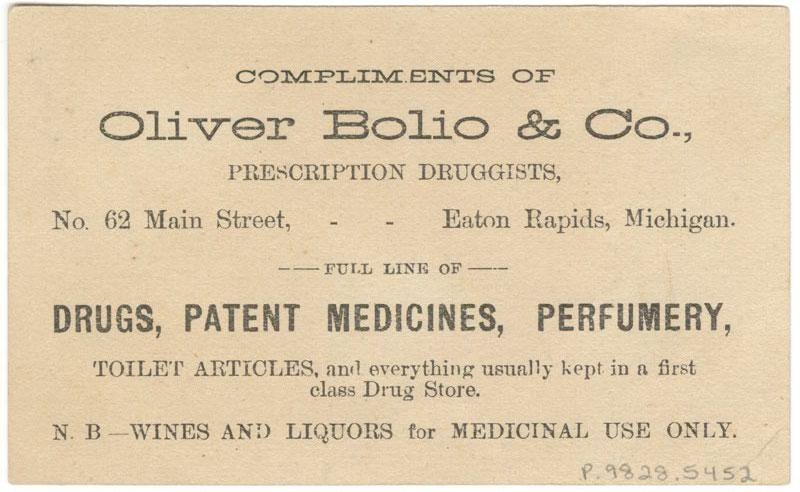 COMPLIMENTS OF
Oliver Bolio & Co.,
PRESCRIPTION DRUGGISTS,
No. 62 Main Street, - - Eaton Rapids, Michigan.
—— FULL LINE OF ——
DRUGS, PATENT MEDICINES, PERFUMERY,
TOILET ARTICLES, and everything usually kept in a first
class Drug Store.
N. B—WINES AND LIQUORS for MEDICINAL USE ONLY.
P.9828.5452